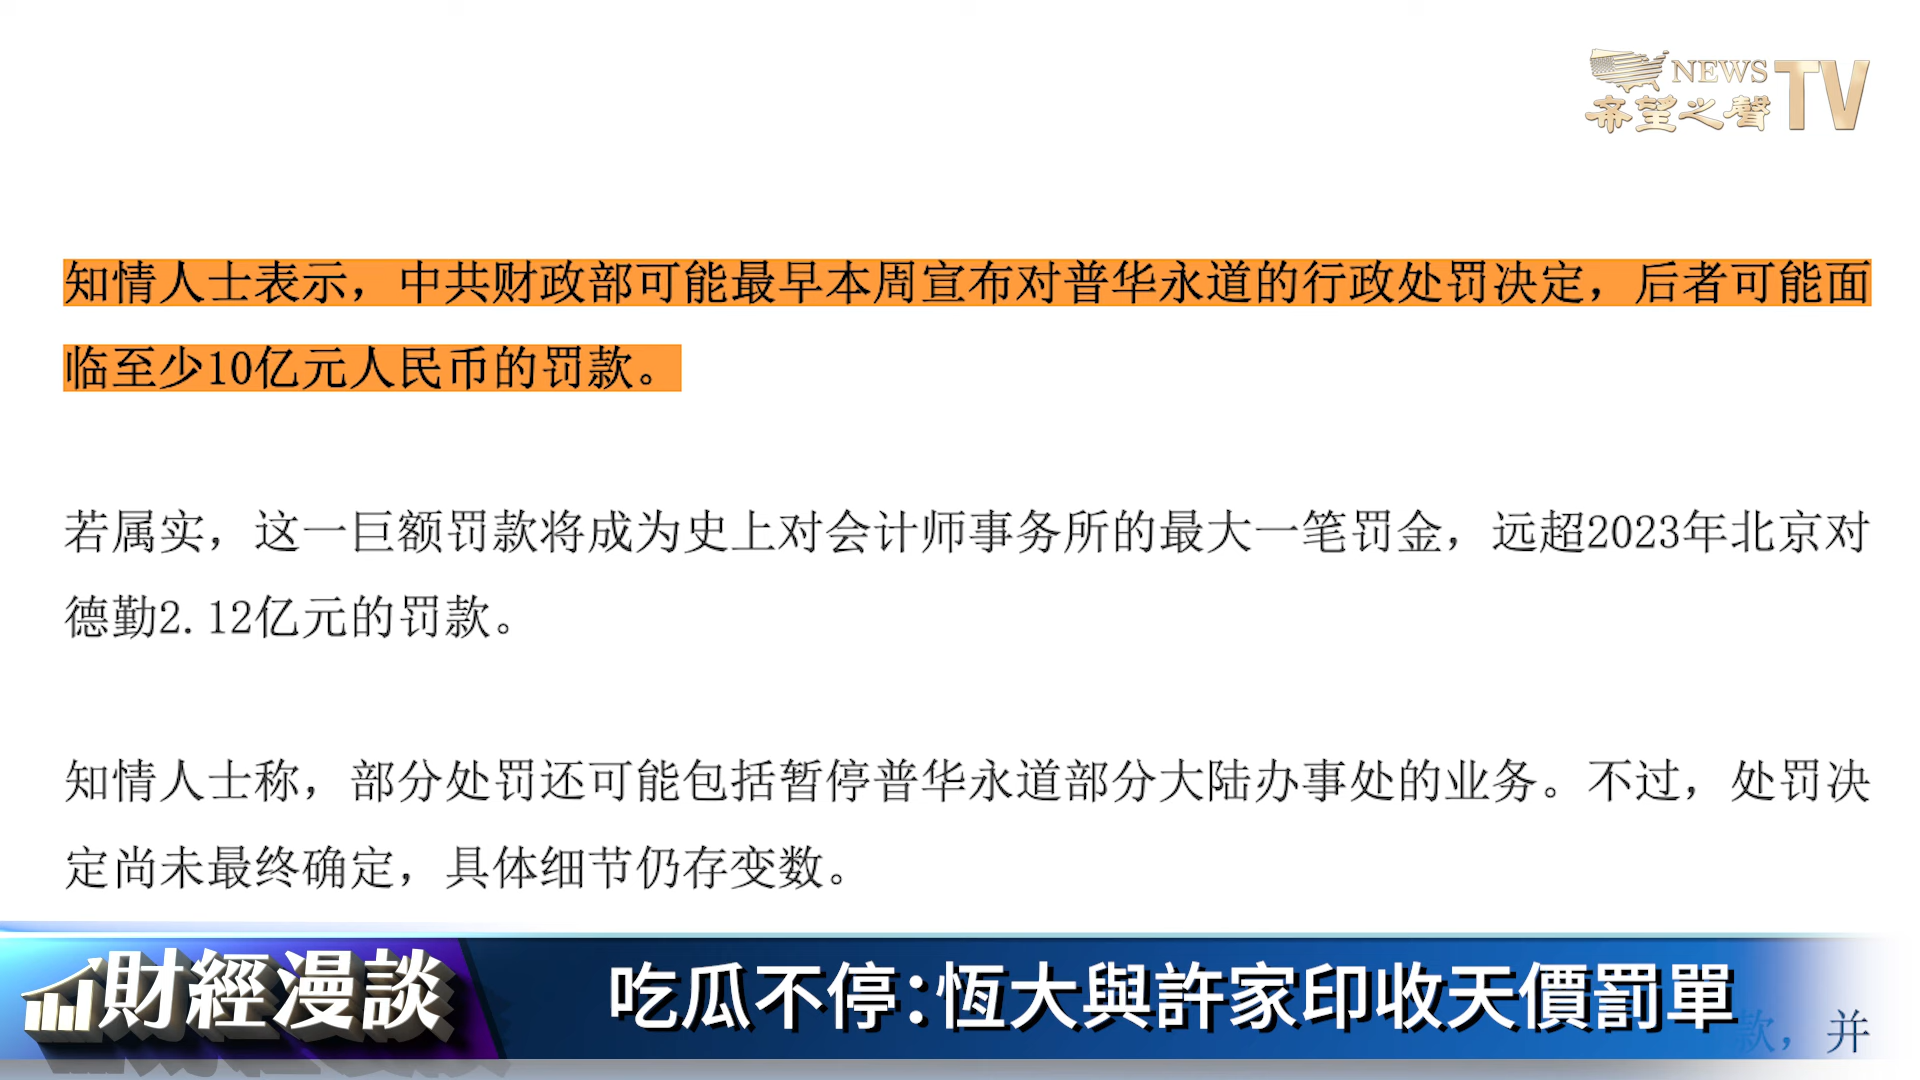 NEWS
希望之聲TV
知情人士表示，中共财政部可能最早本周宣布对普华永道的行政处罚决定，后者可能面
临至少10亿元人民币的罚款。
若属实，这一巨额罚款将成为史上对会计师事务所的最大一笔罚金，远超2023年北京对
德勤2.12亿元的罚款。
知情人士称，部分处罚还可能包括暂停普华永道部分大陆办事处的业务。不过，处罚决
定尚未最终确定，具体细节仍存变数。
財經漫談
吃瓜不停：恆大與許家印收天價罰單
款，并